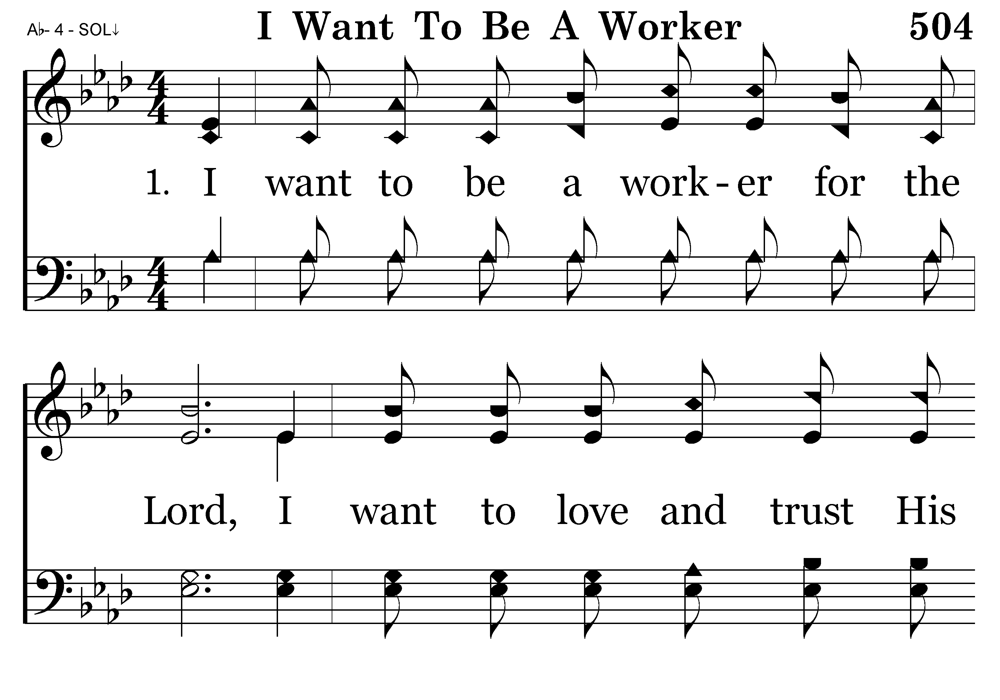 A♭- 4 - SOL↓ I Want To Be A Worker 504
1. I want to be a work - er for the
Lord, I want to love and trust His